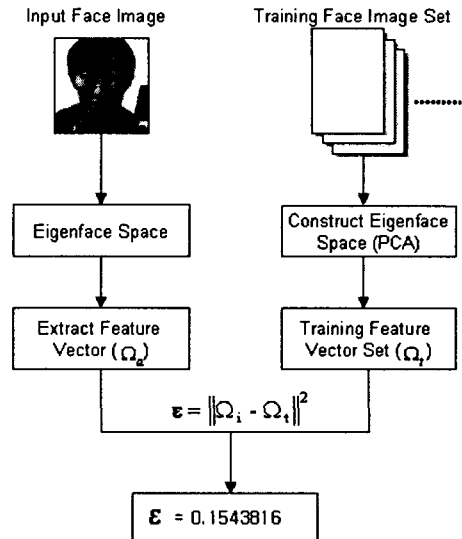 Input Face Image
Training Face Image Set
Eigenface Space
Construct Eigenface
Space (PCA)
Extract Feature
Vector (Ωa)
Training Feature
Vector Set (Ωt)
ε = ||Ωi - Ωt||²
ε = 0.1543816